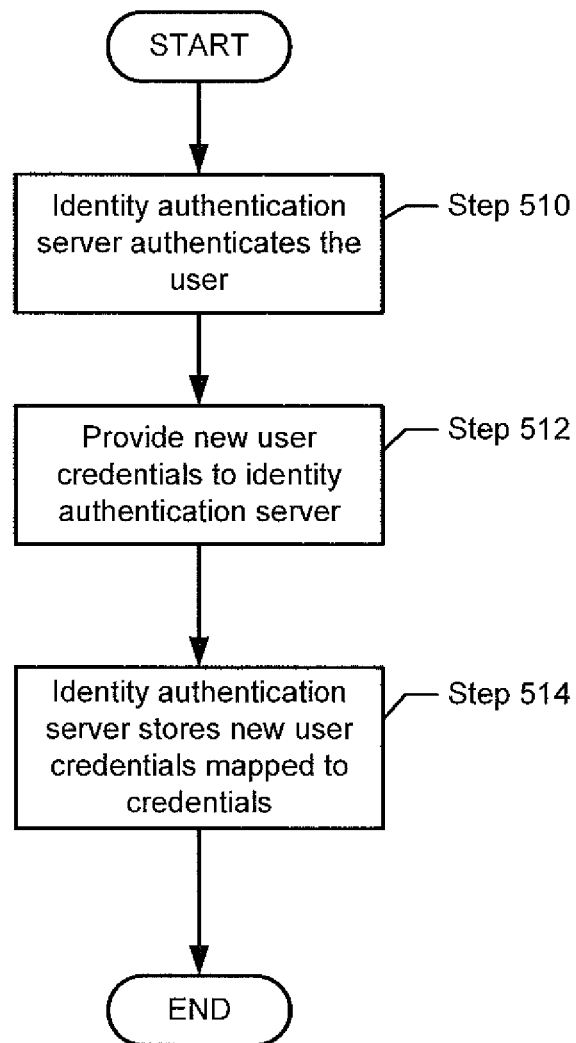 START
Identity authentication
server authenticates the
user
Step 510
Provide new user
credentials to identity
authentication server
Step 512
Identity authentication
server stores new user
credentials mapped to
credentials
Step 514
END